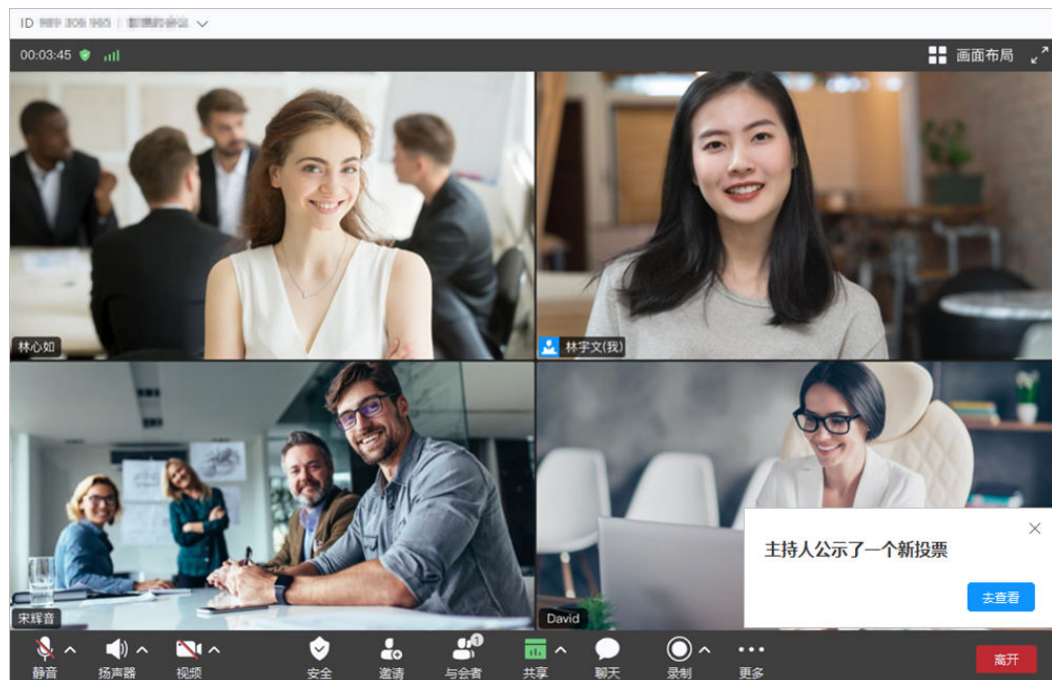 ID
00:03:45
画面布局
林心如
林宇文(我)
宋辉音
David
主持人公示了一个新投票
去查看
1
静音
扬声器
视频
安全
邀请
与会者
共享
聊天
录制
更多
离开